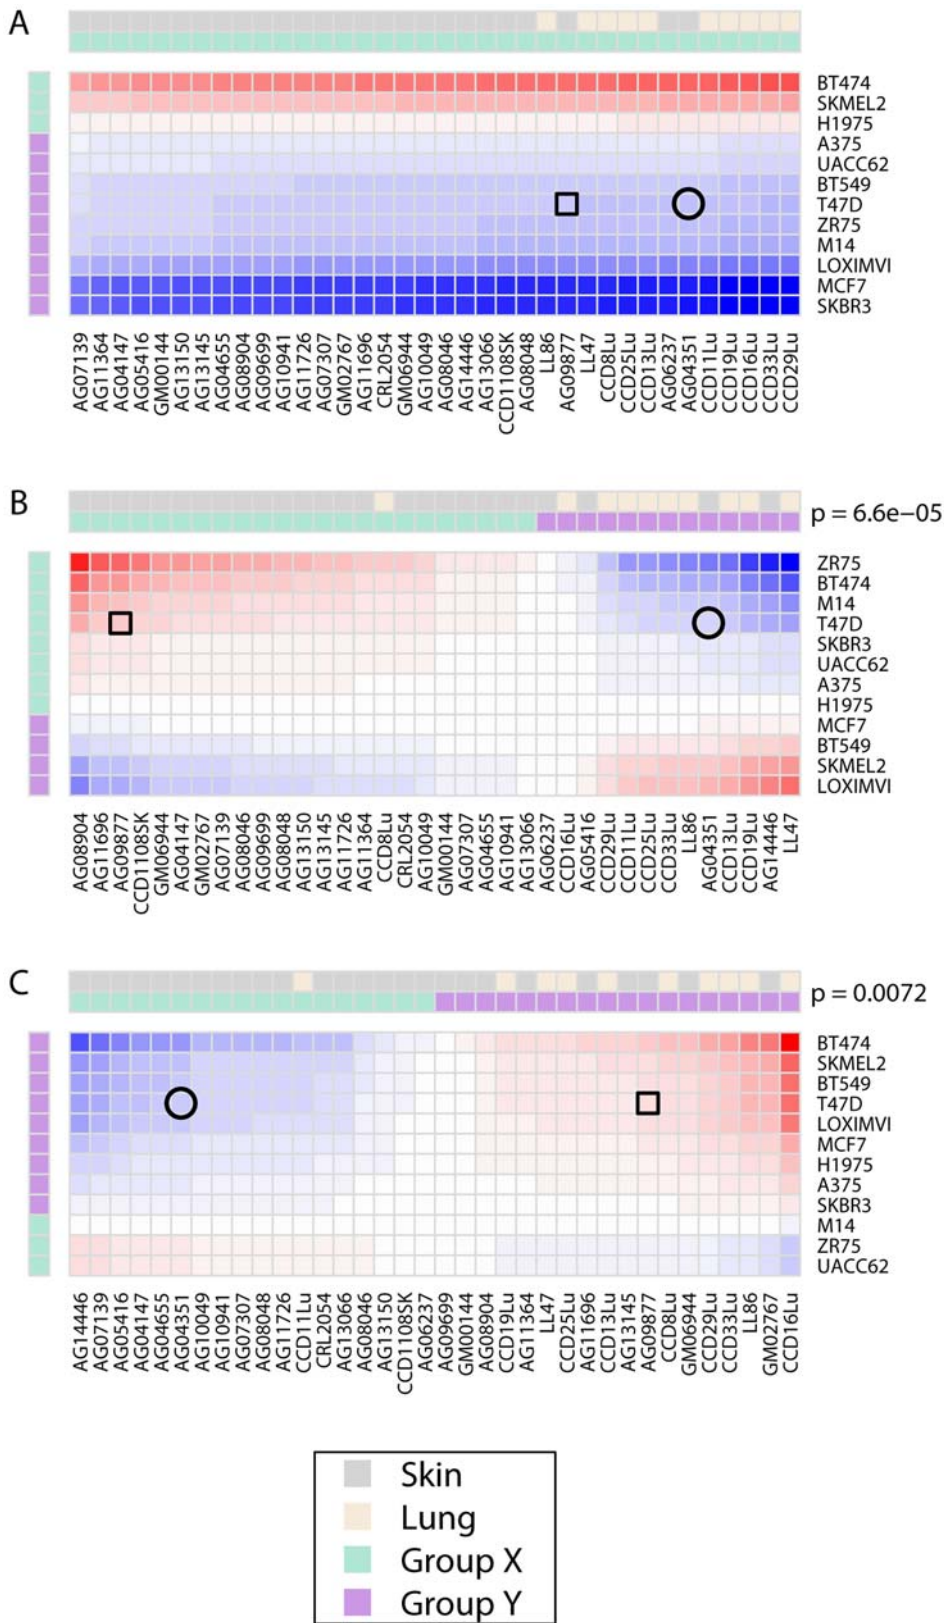 A
BT474
SKMEL2
H1975
A375
UACC62
BT549
T47D
ZR75
M14
LOXIMVI
MCF7
SKBR3
AG07139
AG11364
AG04147
AG05416
GM00144
AG13150
AG13145
AG04655
AG08904
AG09699
AG10941
AG11726
AG07307
GM02767
AG11696
CRL2054
GM06944
AG10049
AG08046
AG14446
AG13066
CCD1108SK
AG08048
LL86
AG09877
LL47
CCD8Lu
CCD25Lu
CCD13Lu
AG06237
AG04351
CCD11Lu
CCD19Lu
CCD16Lu
CCD33Lu
CCD29Lu
B
p = 6.6e−05
ZR75
BT474
M14
T47D
SKBR3
UACC62
A375
H1975
MCF7
BT549
SKMEL2
LOXIMVI
AG08904
AG11696
AG09877
CCD1108SK
GM06944
AG04147
GM02767
AG07139
AG08046
AG09699
AG08048
AG13150
AG13145
AG11726
AG11364
CCD8Lu
CRL2054
AG10049
GM00144
AG07307
AG04655
AG10941
AG13066
AG06237
CCD16Lu
AG05416
CCD29Lu
CCD11Lu
CCD25Lu
CCD33Lu
LL86
AG04351
CCD13Lu
CCD19Lu
AG14446
LL47
C
p = 0.0072
BT474
SKMEL2
BT549
T47D
LOXIMVI
MCF7
H1975
A375
SKBR3
M14
ZR75
UACC62
AG14446
AG07139
AG05416
AG04147
AG04655
AG04351
AG10049
AG10941
AG07307
AG08048
AG11726
CCD11Lu
CRL2054
AG13066
AG08046
AG13150
CCD1108SK
AG06237
AG09699
GM00144
AG08904
CCD19Lu
AG11364
LL47
CCD25Lu
AG11696
CCD13Lu
AG13145
AG09877
CCD8Lu
GM06944
CCD29Lu
CCD33Lu
LL86
GM02767
CCD16Lu
Skin
Lung
Group X
Group Y